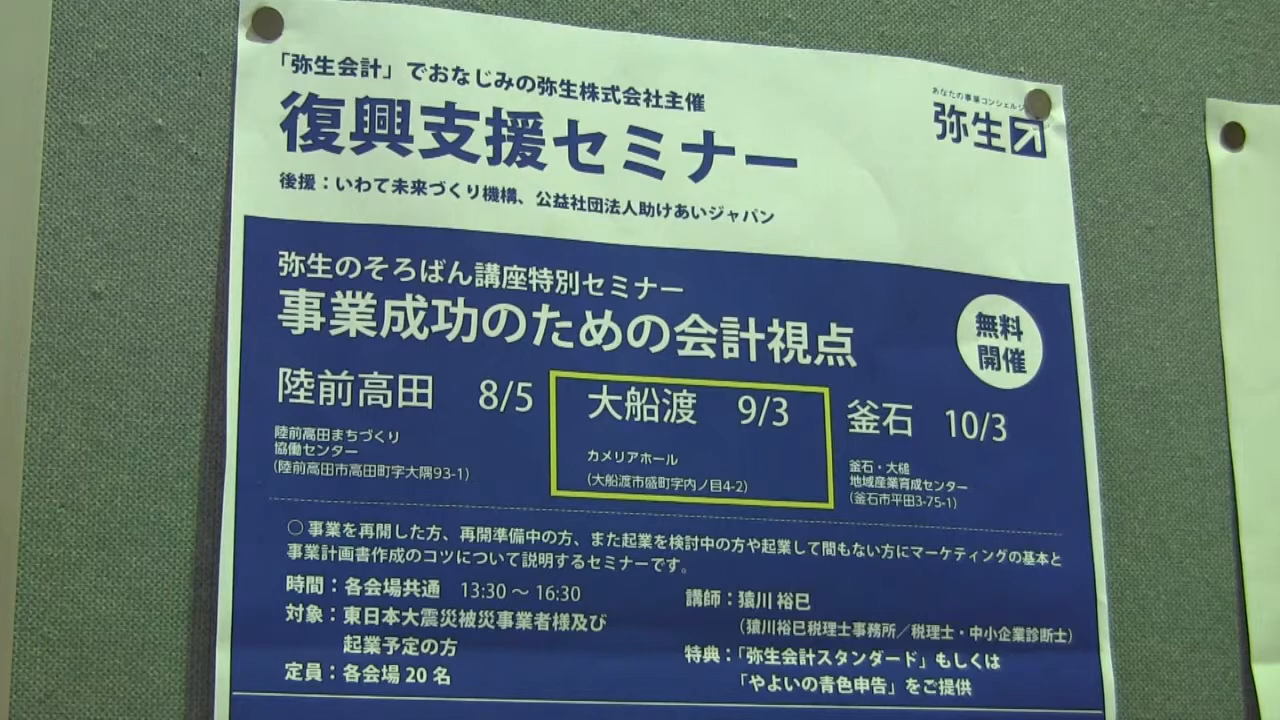 「弥生会計」でおなじみの弥生株式会社主催
復興支援セミナー
後援：いわて未来づくり機構、公益社団法人助けあいジャパン
あなたの事業コンシェルジ
弥生
弥生のそろばん講座特別セミナー
事業成功のための会計視点
無料
開催
陸前高田 8/5
陸前高田まちづくり
協働センター
（陸前高田市高田町字大隅93-1）
大船渡 9/3
カメリアホール
（大船渡市盛町字内ノ目4-2）
釜石 10/3
釜石・大槌
地域産業育成センター
（釜石市平田3-75-1）
○ 事業を再開した方、再開準備中の方、また起業を検討中の方や起業して間もない方にマーケティングの基本と
事業計画書作成のコツについて説明するセミナーです。
時間：各会場共通 13:30 ～ 16:30
対象：東日本大震災被災事業者様及び
起業予定の方
定員：各会場 20 名
講師：猿川 裕巳
（猿川裕巳税理士事務所／税理士・中小企業診断士）
特典：「弥生会計スタンダード」もしくは
「やよいの青色申告」をご提供